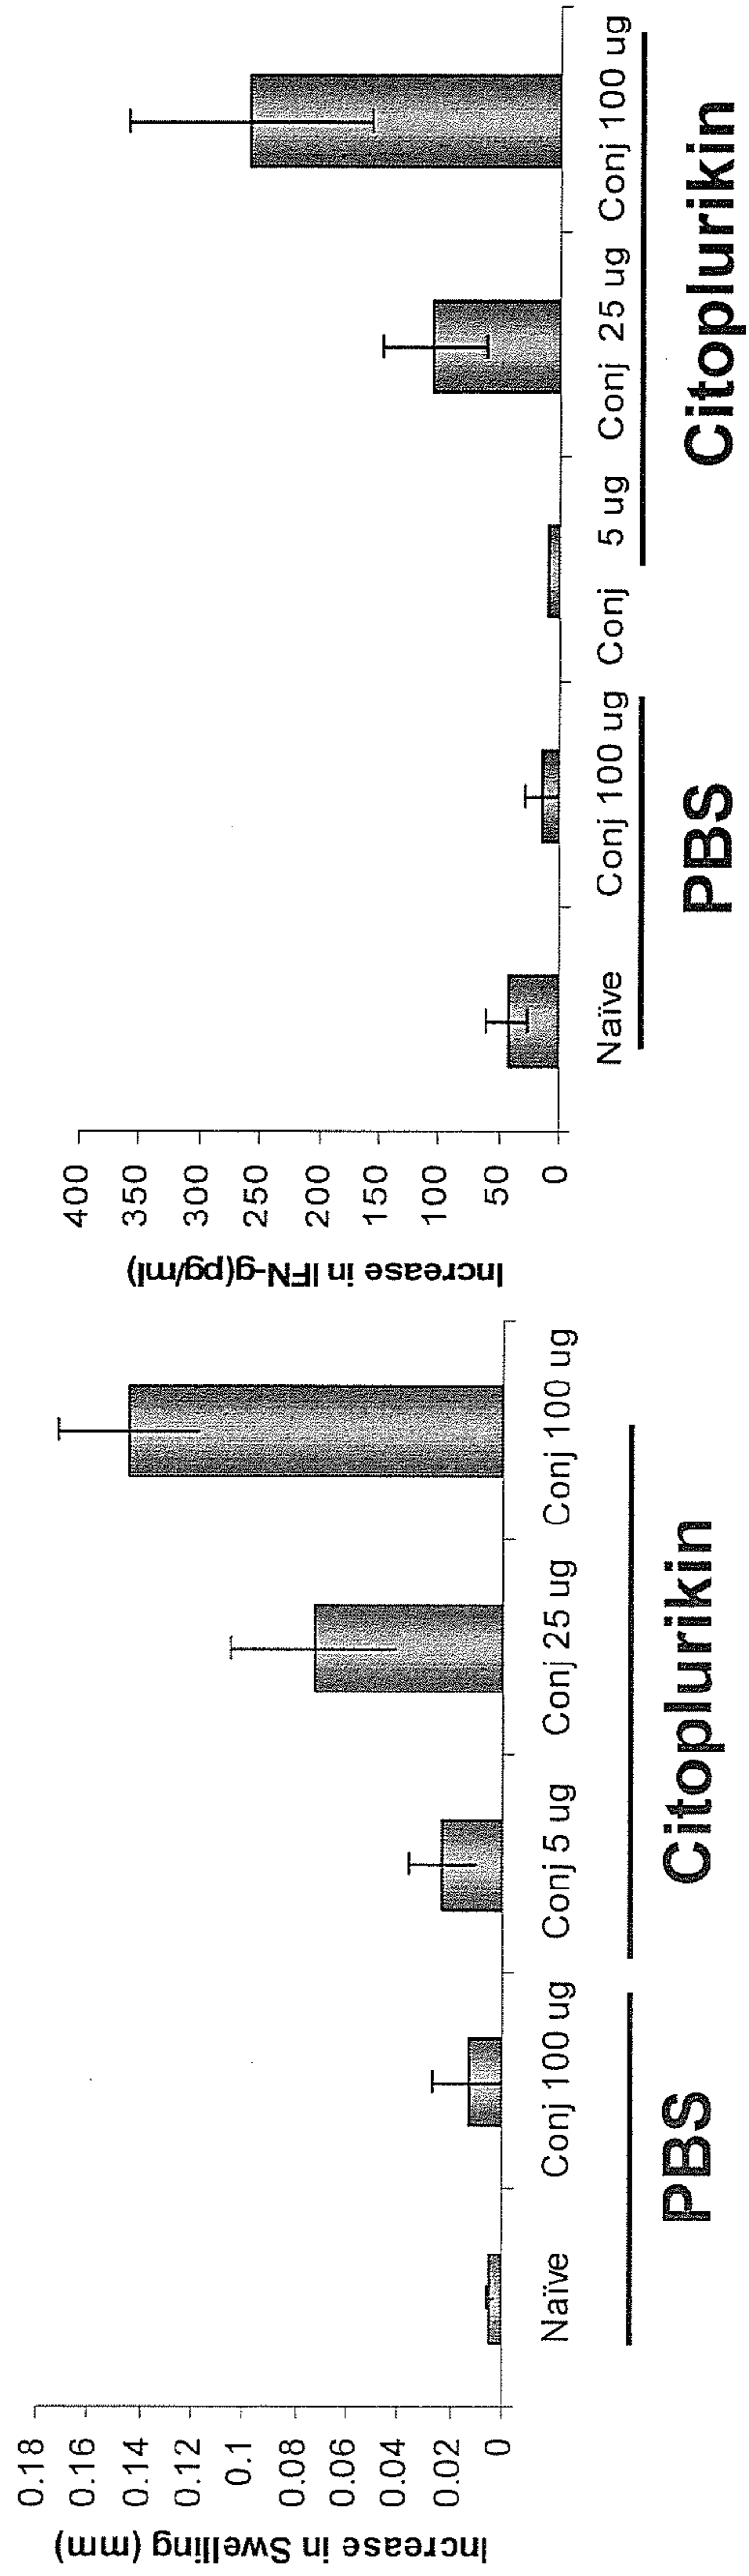 Increase in Swelling (mm)
0.18
0.16
0.14
0.12
0.1
0.08
0.06
0.04
0.02
0
Naïve
Conj 100 ug
Conj 5 ug
Conj 25 ug
Conj 100 ug
PBS
Citoplurikin
Increase in IFN-g(pg/ml)
400
350
300
250
200
150
100
50
0
Naïve
Conj 100 ug
Conj 5 ug
Conj 25 ug
Conj 100 ug
PBS
Citoplurikin